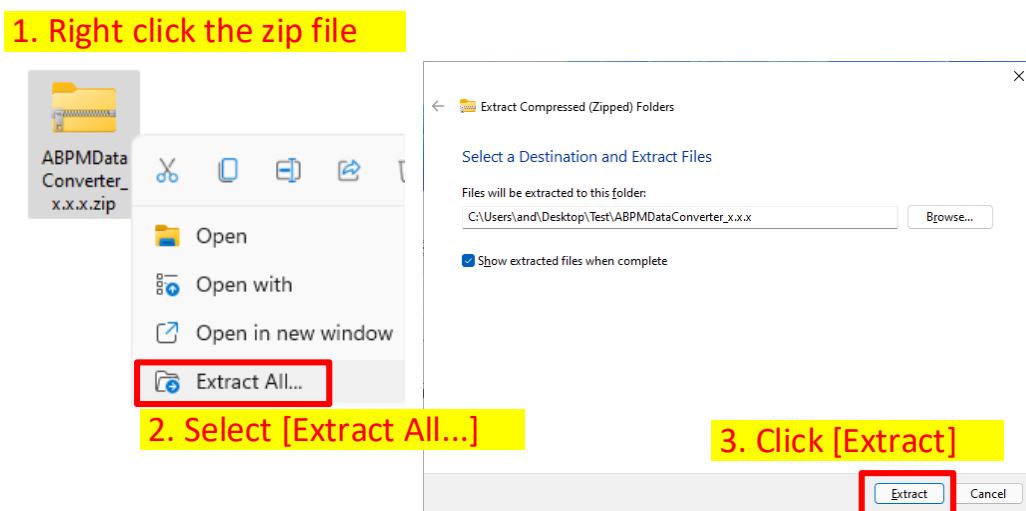 1. Right click the zip file
ABPMData
Converter_
x.x.x.zip
Open
Open with
Open in new window
Extract All...
2. Select [Extract All...]
Extract Compressed (Zipped) Folders
Select a Destination and Extract Files
Files will be extracted to this folder:
C:\Users\and\Desktop\Test\ABPMDataConverter_x.x.x
Browse...
Show extracted files when complete
3. Click [Extract]
Extract
Cancel